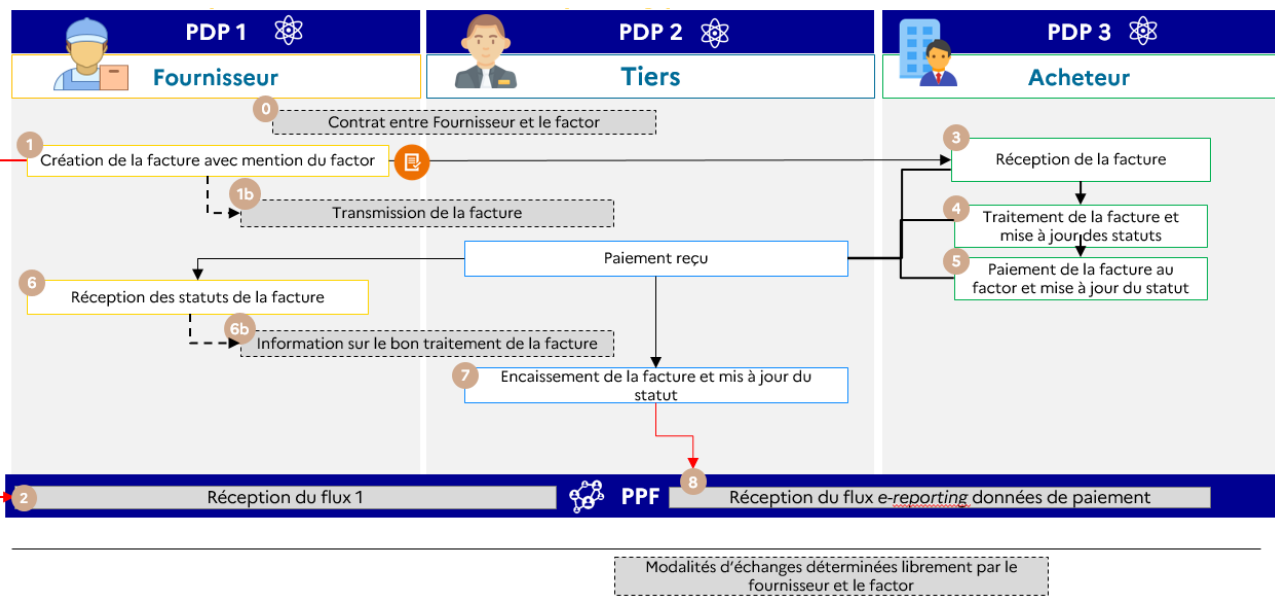 PDP 1
PDP 2
PDP 3
Fournisseur
Tiers
Acheteur
0
Contrat entre Fournisseur et le factor
1
Création de la facture avec mention du factor
3
Réception de la facture
1b
Transmission de la facture
4
Traitement de la facture et
mise à jour des statuts
Paiement reçu
5
Paiement de la facture au
factor et mise à jour du statut
6
Réception des statuts de la facture
6b
Information sur le bon traitement de la facture
7
Encaissement de la facture et mis à jour du
statut
2
Réception du flux 1
PPF
8
Réception du flux e-reporting données de paiement
Modalités d'échanges déterminées librement par le
fournisseur et le factor